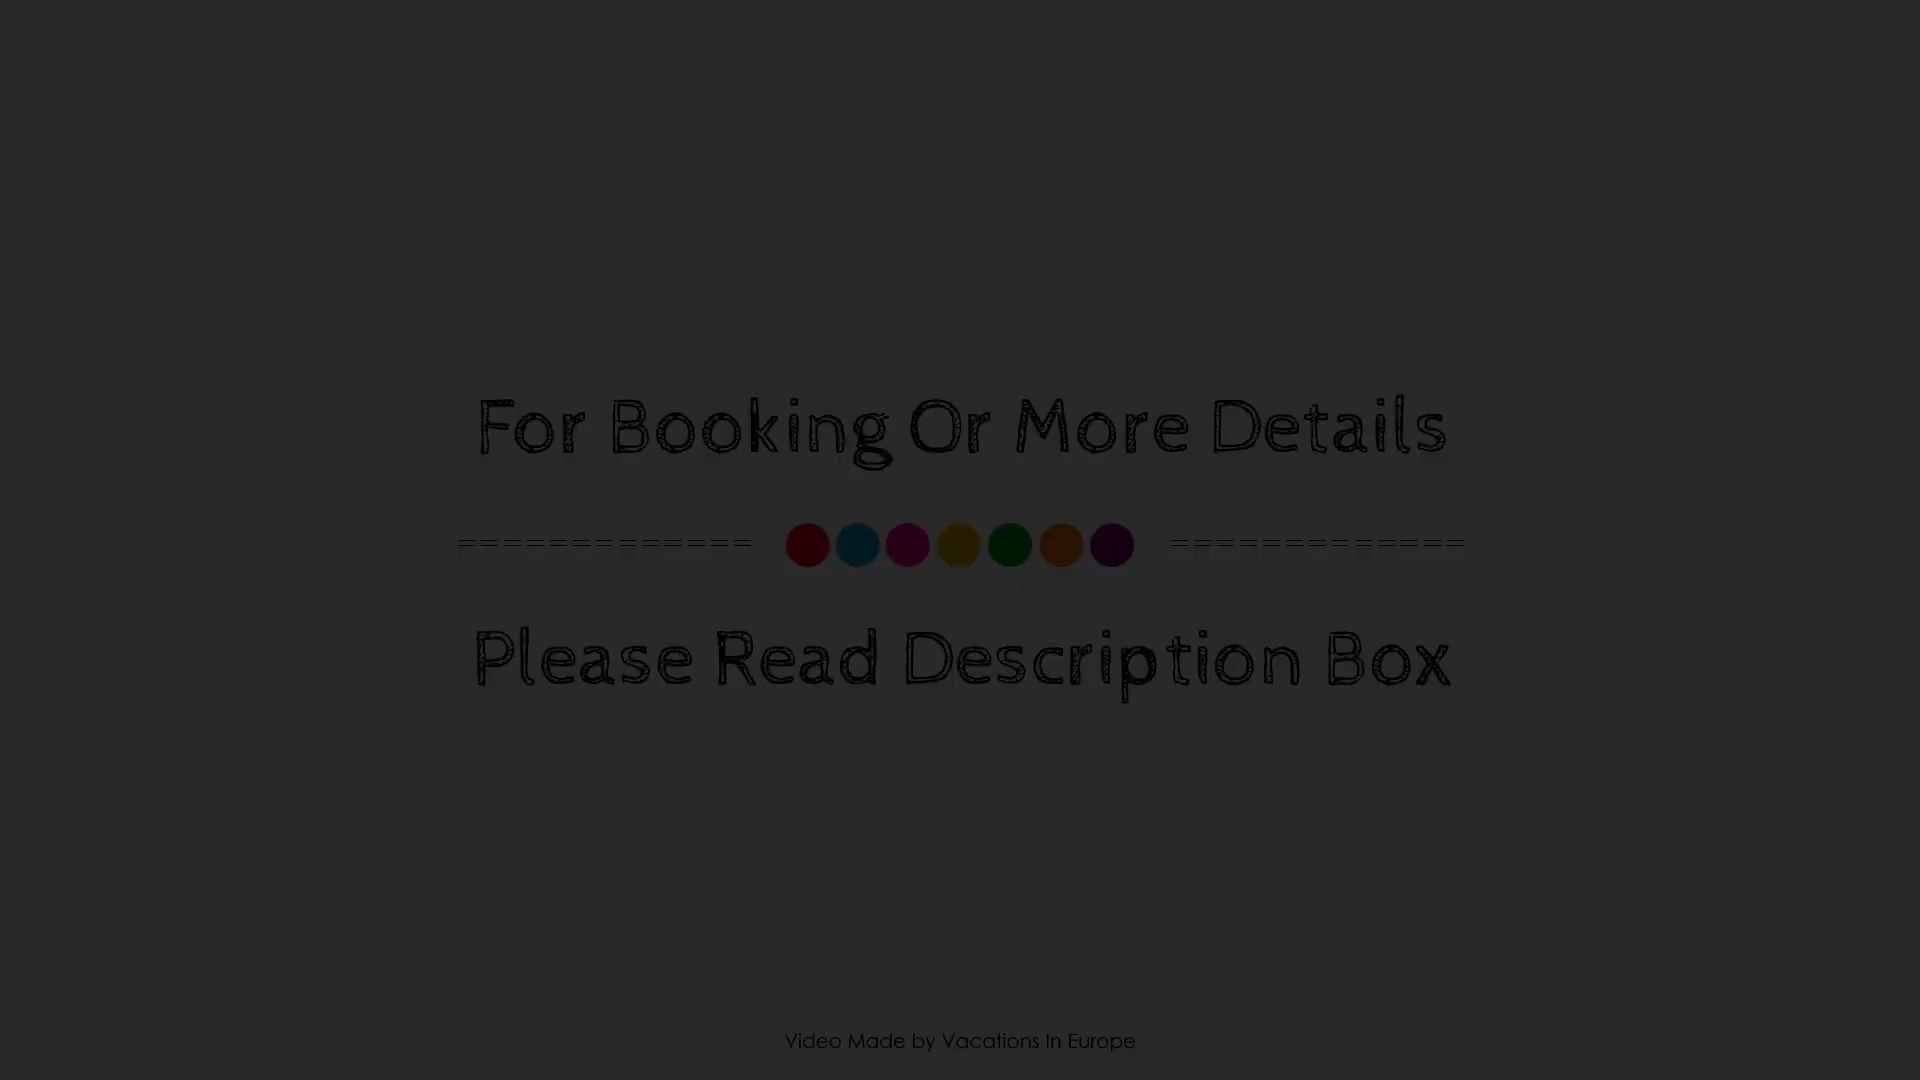 For Booking Or More Details
============= =============
Please Read Description Box
Video Made by Vacations In Europe